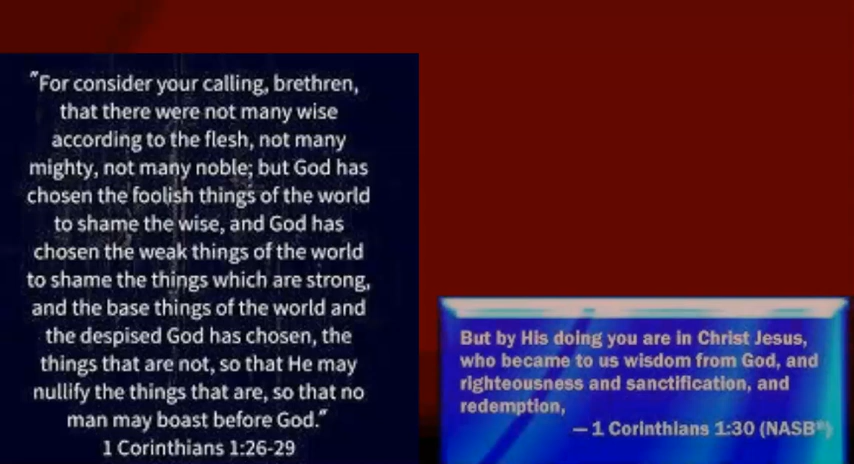 "For consider your calling, brethren,
that there were not many wise
according to the flesh, not many
mighty, not many noble; but God has
chosen the foolish things of the world
to shame the wise, and God has
chosen the weak things of the world
to shame the things which are strong,
and the base things of the world and
the despised God has chosen, the
things that are not, so that He may
nullify the things that are, so that no
man may boast before God."
1 Corinthians 1:26-29
But by His doing you are in Christ Jesus,
who became to us wisdom from God, and
righteousness and sanctification, and
redemption,
— 1 Corinthians 1:30 (NASB®)